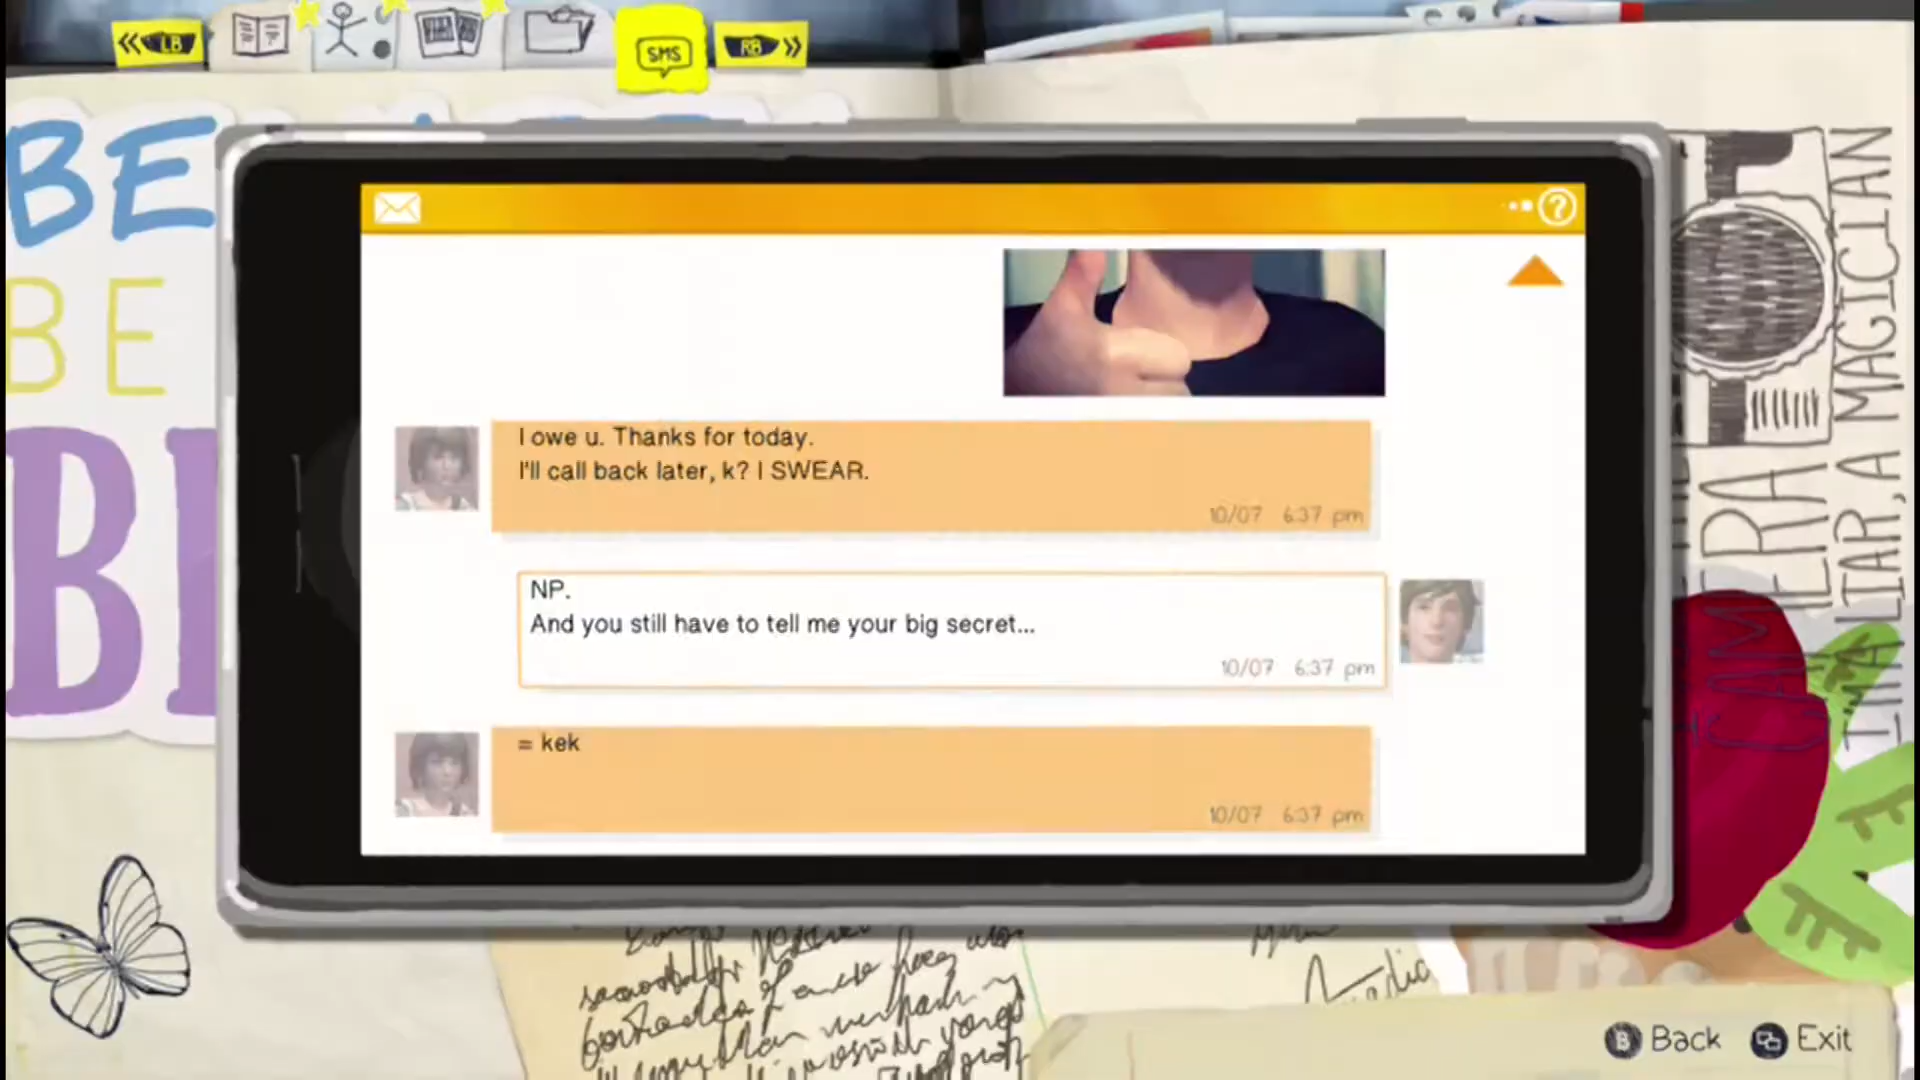 LB
SMS
RB
BE
BE
BE
I owe u. Thanks for today.
I'll call back later, k? I SWEAR.
10/07 6:37 pm
NP.
And you still have to tell me your big secret...
10/07 6:37 pm
= kek
10/07 6:37 pm
CAMERA
I'M A LIAR, A MAGICIAN
B Back
Exit